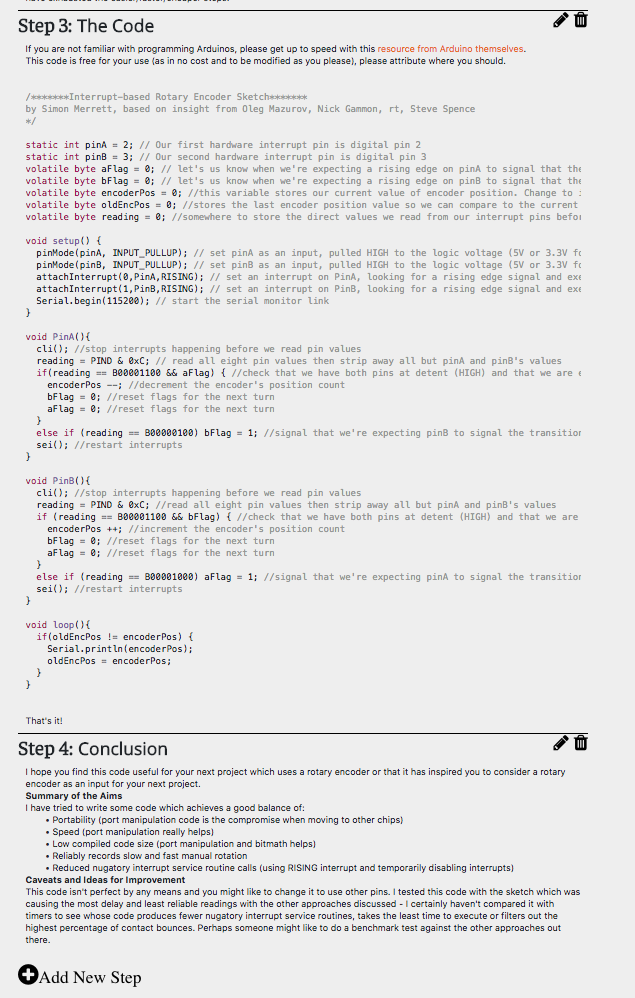 Step 3: The Code
If you are not familiar with programming Arduinos, please get up to speed with this resource from Arduino themselves.
This code is free for your use (as in no cost and to be modified as you please), please attribute where you should.
/*******Interrupt-based Rotary Encoder Sketch*******
by Simon Merrett, based on insight from Oleg Mazurov, Nick Gammon, rt, Steve Spence
*/
static int pinA = 2; // Our first hardware interrupt pin is digital pin 2
static int pinB = 3; // Our second hardware interrupt pin is digital pin 3
volatile byte aFlag = 0; // let's us know when we're expecting a rising edge on pinA to signal that the
volatile byte bFlag = 0; // let's us know when we're expecting a rising edge on pinB to signal that the
volatile byte encoderPos = 0; //this variable stores our current value of encoder position. Change to
volatile byte oldEncPos = 0; //stores the last encoder position value so we can compare to the current
volatile byte reading = 0; //somewhere to store the direct values we read from our interrupt pins
void setup() {
pinMode(pinA, INPUT_PULLUP); // set pinA as an input, pulled HIGH to the logic voltage (5V or 3.3V
pinMode(pinB, INPUT_PULLUP); // set pinB as an input, pulled HIGH to the logic voltage (5V or 3.3V
attachInterrupt(0,PinA,RISING); // set an interrupt on PinA, looking for a rising edge signal and
attachInterrupt(1,PinB,RISING); // set an interrupt on PinB, looking for a rising edge signal and
Serial.begin(115200); // start the serial monitor link
}
void PinA(){
cli(); //stop interrupts happening before we read pin values
reading = PIND & 0xC; // read all eight pin values then strip away all but pinA and pinB's values
if(reading == B00001100 && aFlag) { //check that we have both pins at detent (HIGH) and that we are
encoderPos --; //decrement the encoder's position count
bFlag = 0; //reset flags for the next turn
aFlag = 0; //reset flags for the next turn
}
else if (reading == B00000100) bFlag = 1; //signal that we're expecting pinB to signal the transition
sei(); //restart interrupts
}
void PinB(){
cli(); //stop interrupts happening before we read pin values
reading = PIND & 0xC; //read all eight pin values then strip away all but pinA and pinB's values
if (reading == B00001100 && bFlag) { //check that we have both pins at detent (HIGH) and that we are
encoderPos ++; //increment the encoder's position count
bFlag = 0; //reset flags for the next turn
aFlag = 0; //reset flags for the next turn
}
else if (reading == B00001000) aFlag = 1; //signal that we're expecting pinA to signal the transition
sei(); //restart interrupts
}
void loop(){
if(oldEncPos != encoderPos) {
Serial.println(encoderPos);
oldEncPos = encoderPos;
}
}
That's it!
Step 4: Conclusion
I hope you find this code useful for your next project which uses a rotary encoder or that it has inspired you to consider a rotary
encoder as an input for your next project.
Summary of the Aims
I have tried to write some code which achieves a good balance of:
• Portability (port manipulation code is the compromise when moving to other chips)
• Speed (port manipulation really helps)
• Low compiled code size (port manipulation and bitmath helps)
• Reliably records slow and fast manual rotation
• Reduced nugatory interrupt service routine calls (using RISING interrupt and temporarily disabling interrupts)
Caveats and Ideas for Improvement
This code isn't perfect by any means and you might like to change it to use other pins. I tested this code with the sketch which was
causing the most delay and least reliable readings with the other approaches discussed - I certainly haven't compared it with
timers to see whose code produces fewer nugatory interrupt service routines, takes the least time to execute or filters out the
highest percentage of contact bounces. Perhaps someone might like to do a benchmark test against the other approaches out
there.
Add New Step